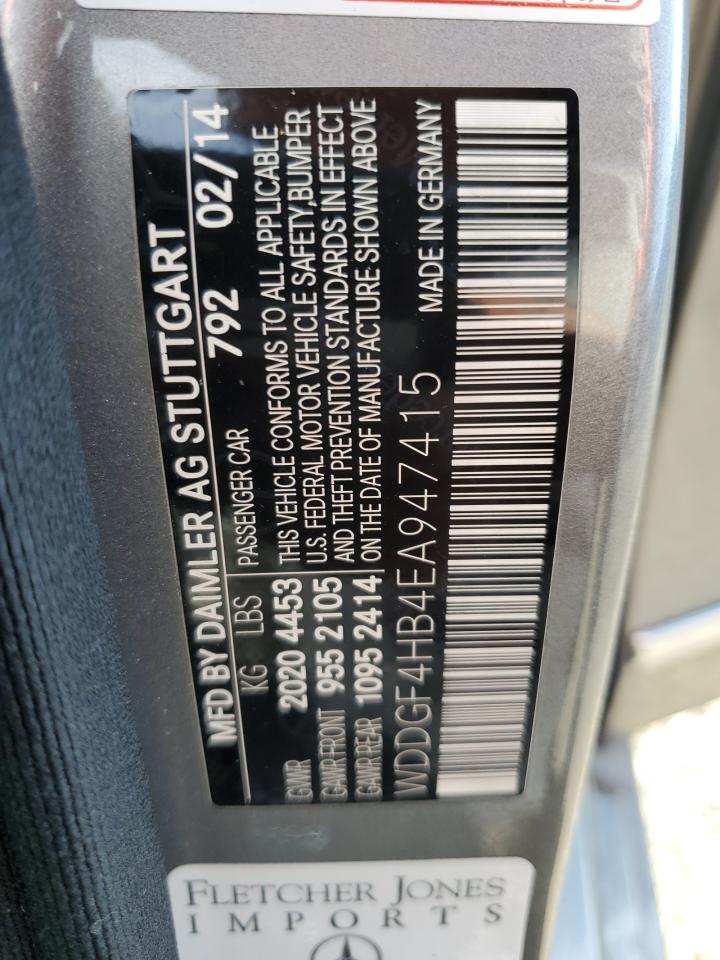 MFD BY DAIMLER AG STUTTGART
792 02/14
KG LBS PASSENGER CAR
GVWR 2020 4453
GAWR FRONT 955 2105
GAWR REAR 1095 2414
THIS VEHICLE CONFORMS TO ALL APPLICABLE
U.S. FEDERAL MOTOR VEHICLE SAFETY,BUMPER
AND THEFT PREVENTION STANDARDS IN EFFECT
ON THE DATE OF MANUFACTURE SHOWN ABOVE
WDDGF4HB4EA947415 MADE IN GERMANY
FLETCHER JONES
IMPORTS